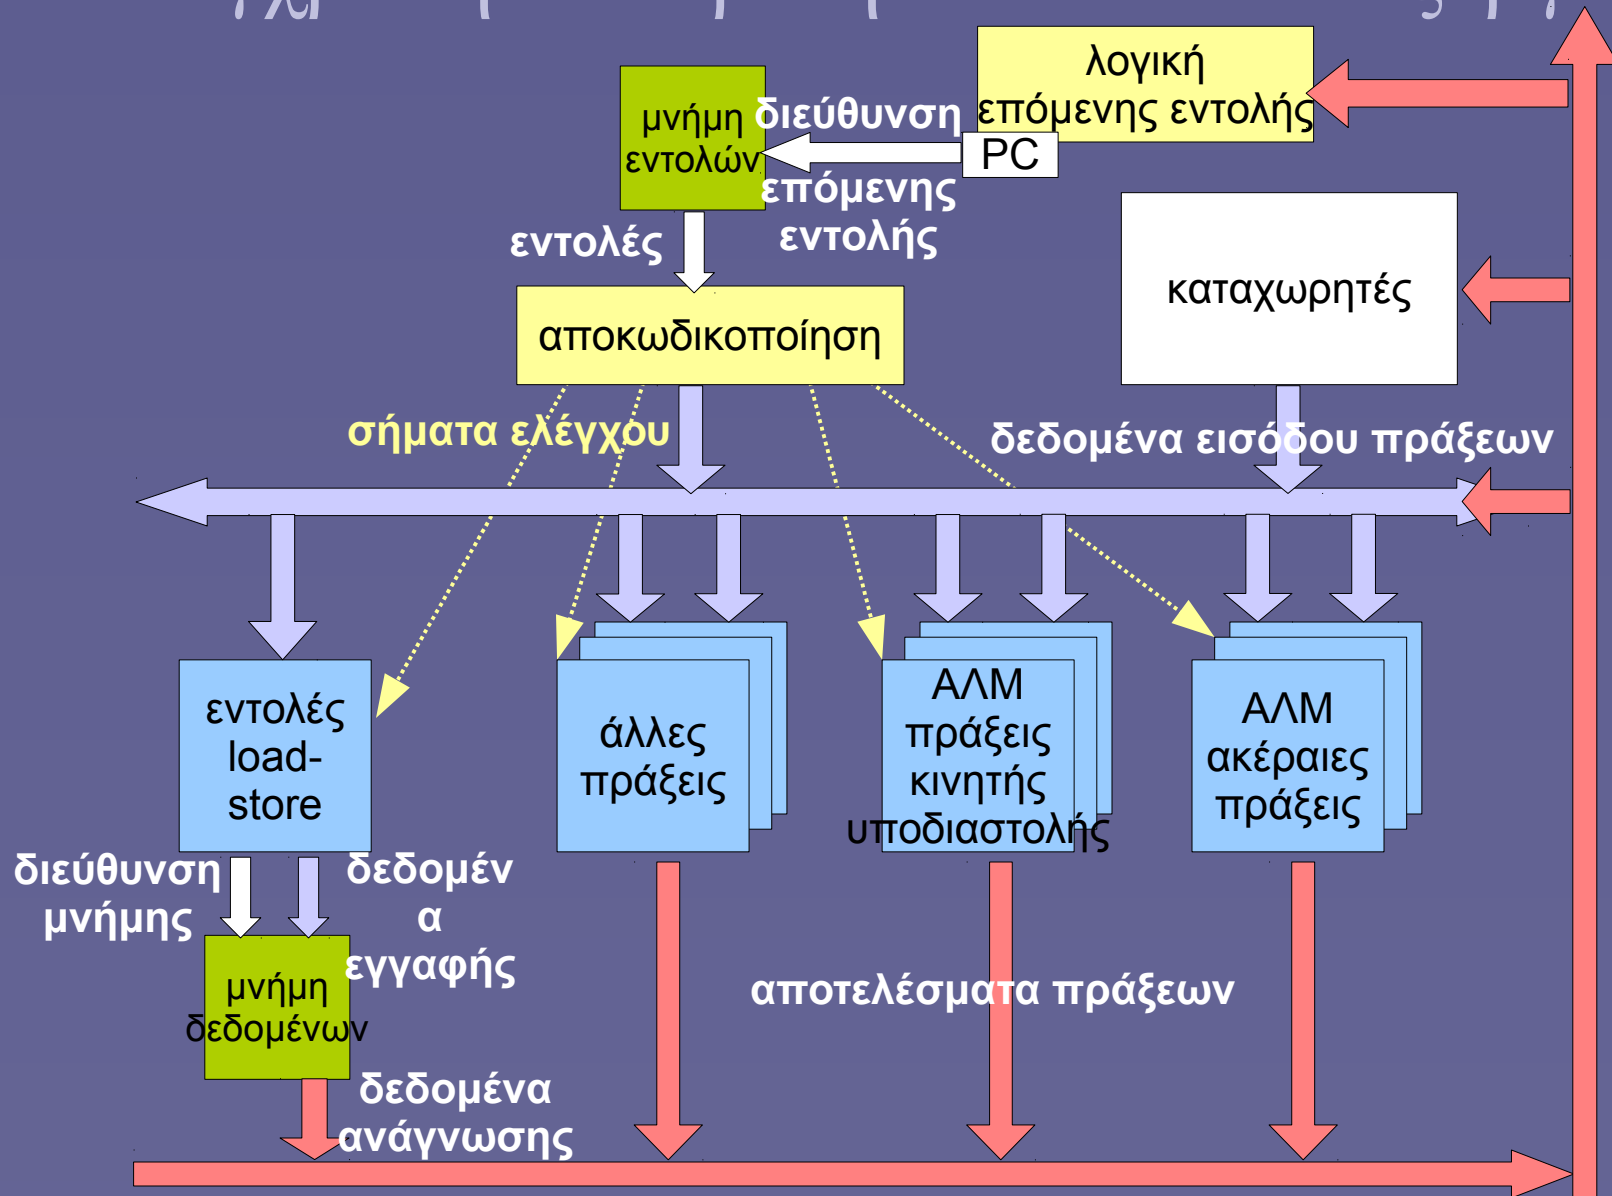 λογική
επόμενης εντολής
PC
μνήμη
εντολών
διεύθυνση
επόμενης
εντολής
εντολές
καταχωρητές
αποκωδικοποίηση
σήματα ελέγχου
δεδομένα εισόδου πράξεων
εντολές
load-
store
άλλες
πράξεις
ΑΛΜ
πράξεις
κινητής
υποδιαστολής
ΑΛΜ
ακέραιες
πράξεις
διεύθυνση
μνήμης
δεδομέν
α
εγγαφής
μνήμη
δεδομένων
αποτελέσματα πράξεων
δεδομένα
ανάγνωσης